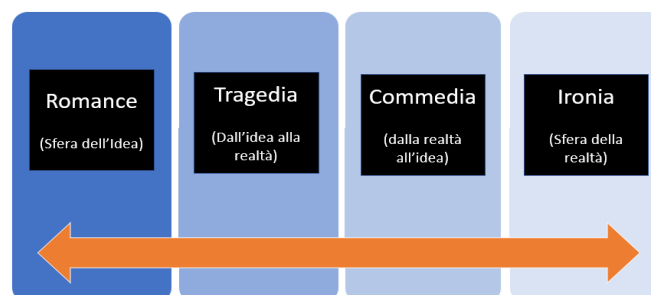 Romance
(Sfera dell'Idea)
Tragedia
(Dall'idea alla
realtà)
Commedia
(dalla realtà
all'idea)
Ironia
(Sfera della
realtà)